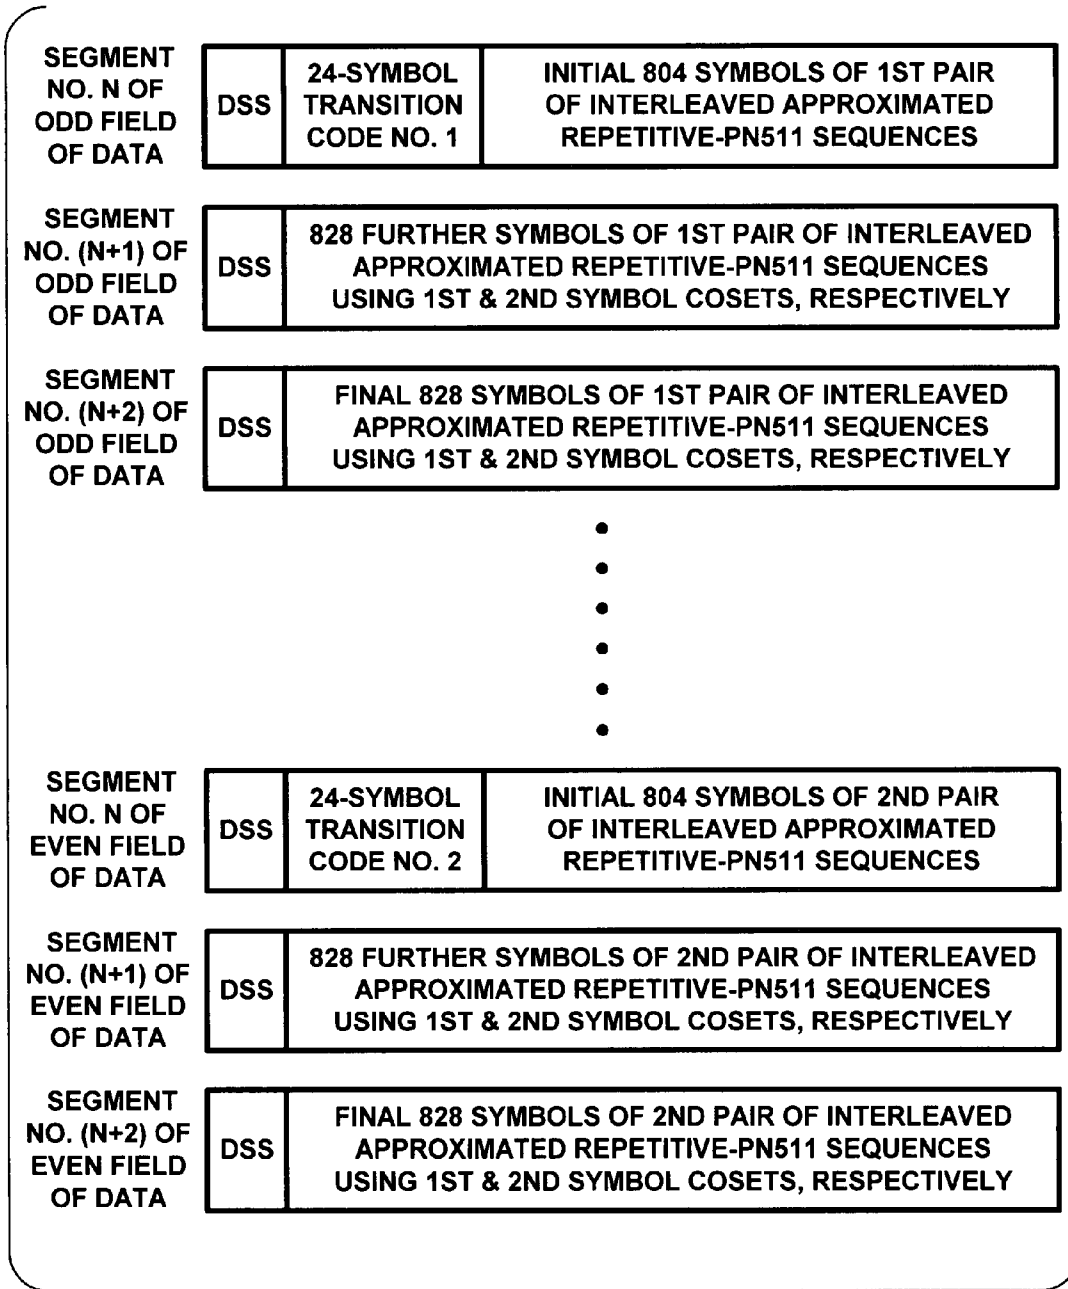 SEGMENT
NO. N OF
ODD FIELD
OF DATA
DSS
24-SYMBOL
TRANSITION
CODE NO. 1
INITIAL 804 SYMBOLS OF 1ST PAIR
OF INTERLEAVED APPROXIMATED
REPETITIVE-PN511 SEQUENCES
SEGMENT
NO. (N+1) OF
ODD FIELD
OF DATA
DSS
828 FURTHER SYMBOLS OF 1ST PAIR OF INTERLEAVED
APPROXIMATED REPETITIVE-PN511 SEQUENCES
USING 1ST & 2ND SYMBOL COSETS, RESPECTIVELY
SEGMENT
NO. (N+2) OF
ODD FIELD
OF DATA
DSS
FINAL 828 SYMBOLS OF 1ST PAIR OF INTERLEAVED
APPROXIMATED REPETITIVE-PN511 SEQUENCES
USING 1ST & 2ND SYMBOL COSETS, RESPECTIVELY
SEGMENT
NO. N OF
EVEN FIELD
OF DATA
DSS
24-SYMBOL
TRANSITION
CODE NO. 2
INITIAL 804 SYMBOLS OF 2ND PAIR
OF INTERLEAVED APPROXIMATED
REPETITIVE-PN511 SEQUENCES
SEGMENT
NO. (N+1) OF
EVEN FIELD
OF DATA
DSS
828 FURTHER SYMBOLS OF 2ND PAIR OF INTERLEAVED
APPROXIMATED REPETITIVE-PN511 SEQUENCES
USING 1ST & 2ND SYMBOL COSETS, RESPECTIVELY
SEGMENT
NO. (N+2) OF
EVEN FIELD
OF DATA
DSS
FINAL 828 SYMBOLS OF 2ND PAIR OF INTERLEAVED
APPROXIMATED REPETITIVE-PN511 SEQUENCES
USING 1ST & 2ND SYMBOL COSETS, RESPECTIVELY